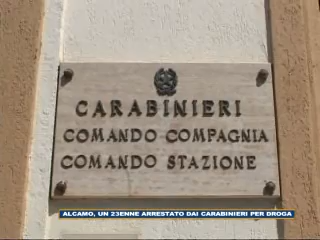 CARABINIERI
COMANDO COMPAGNIA
COMANDO STAZIONE
ALCAMO, UN 23ENNE ARRESTATO DAI CARABINIERI PER DROGA